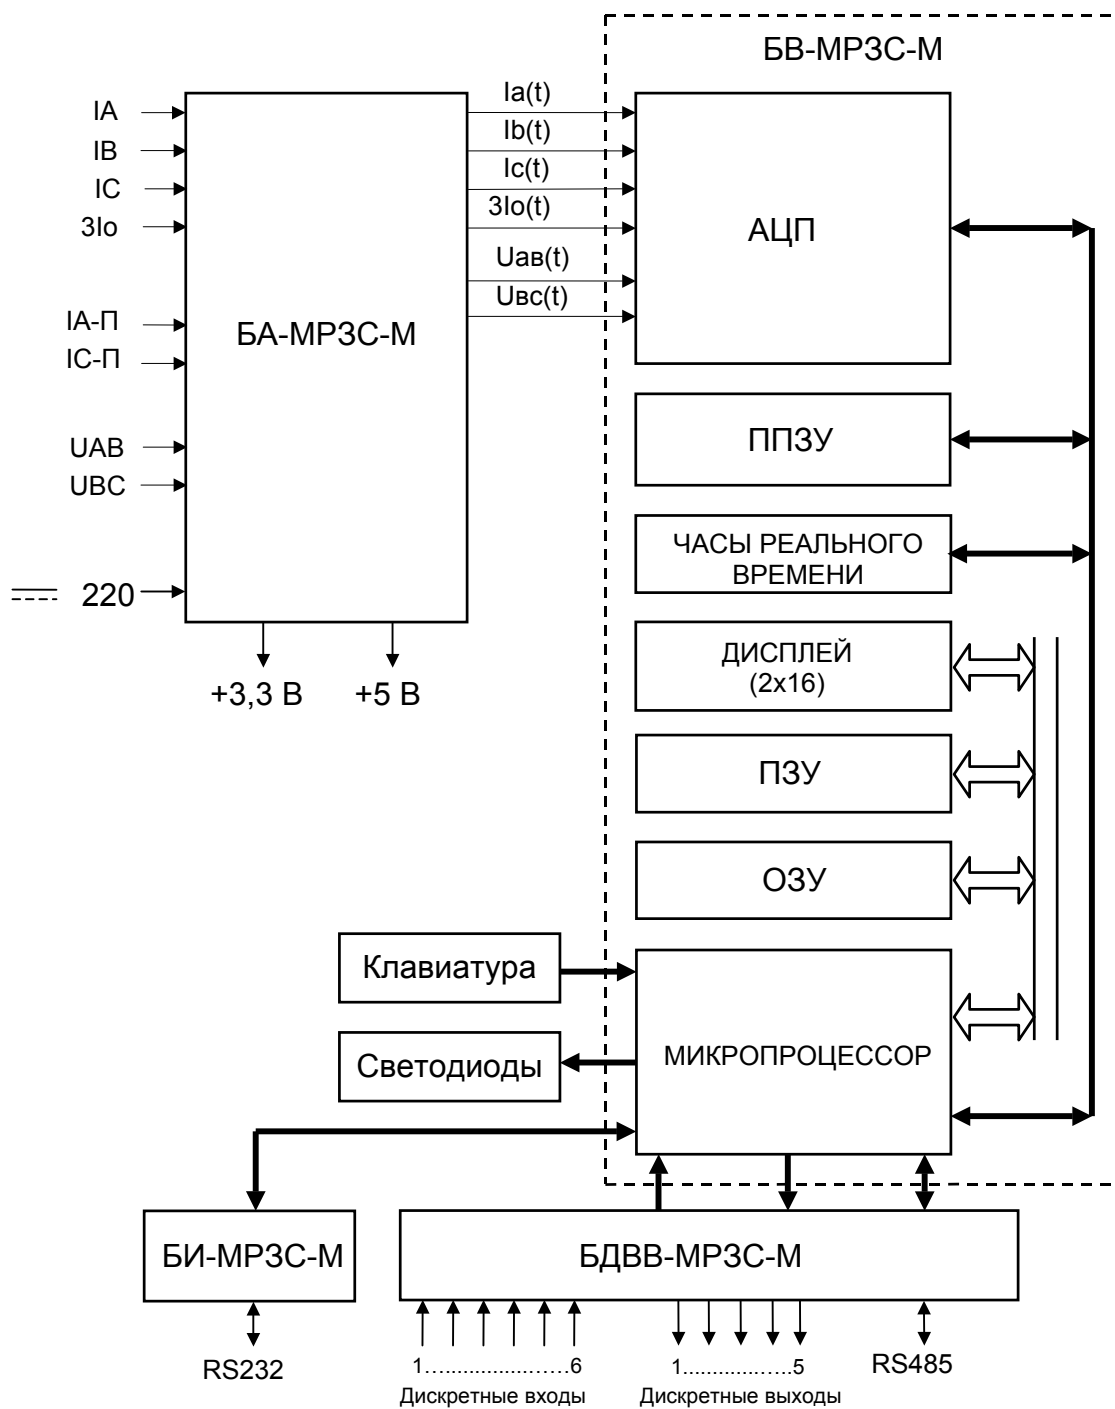 БВ-МРЗС-М
IA
IB
IC
3Io
IA-П
IC-П
UAB
UBC
220
БА-МРЗС-М
+3,3 В
+5 В
Ia(t)
Ib(t)
Ic(t)
3Io(t)
Uав(t)
Uвс(t)
АЦП
ППЗУ
ЧАСЫ РЕАЛЬНОГО
ВРЕМЕНИ
ДИСПЛЕЙ
(2х16)
ПЗУ
ОЗУ
Клавиатура
Светодиоды
МИКРОПРОЦЕССОР
БИ-МРЗС-М
БДВВ-МРЗС-М
RS232
1……………………6
Дискретные входы
1………………5
Дискретные выходы
RS485